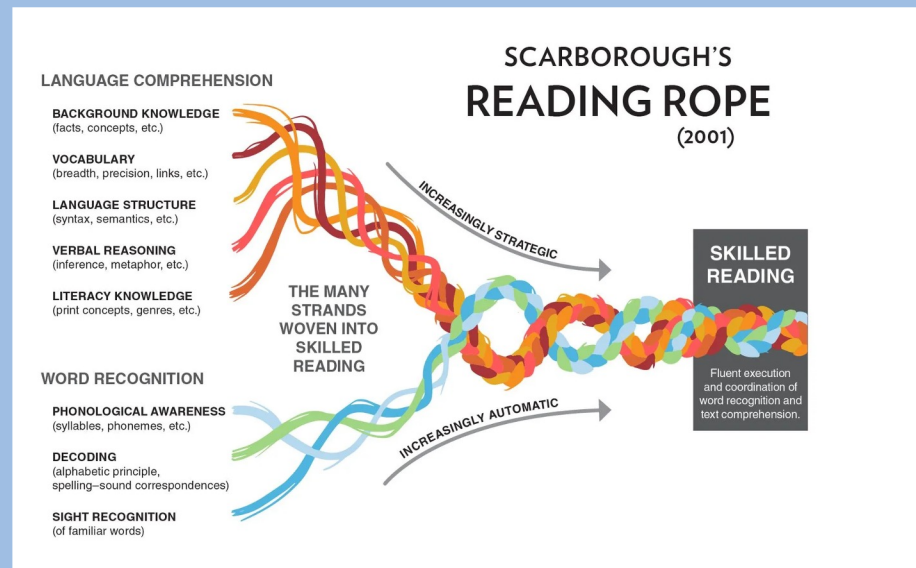 SCARBOROUGH'S
READING ROPE
(2001)
LANGUAGE COMPREHENSION
BACKGROUND KNOWLEDGE
(facts, concepts, etc.)
VOCABULARY
(breadth, precision, links, etc.)
LANGUAGE STRUCTURE
(syntax, semantics, etc.)
VERBAL REASONING
(inference, metaphor, etc.)
LITERACY KNOWLEDGE
(print concepts, genres, etc.)
WORD RECOGNITION
PHONOLOGICAL AWARENESS
(syllables, phonemes, etc.)
DECODING
(alphabetic principle,
spelling–sound correspondences)
SIGHT RECOGNITION
(of familiar words)
THE MANY
STRANDS
WOVEN INTO
SKILLED
READING
INCREASINGLY STRATEGIC
INCREASINGLY AUTOMATIC
SKILLED
READING
Fluent execution
and coordination of
word recognition and
text comprehension.